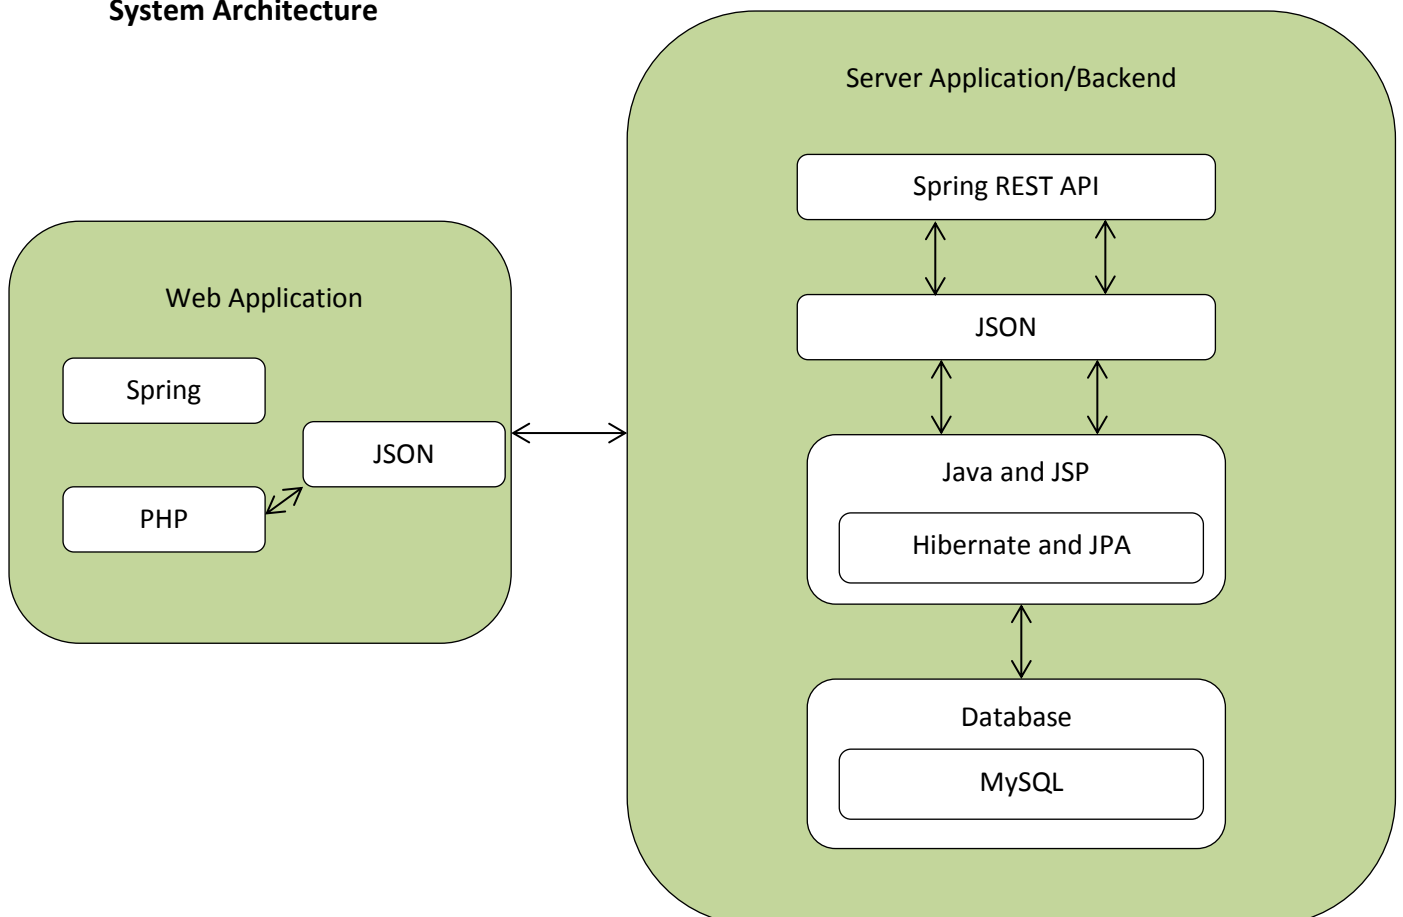 System Architecture
Web Application
Spring
JSON
PHP
Server Application/Backend
Spring REST API
JSON
Java and JSP
Hibernate and JPA
Database
MySQL